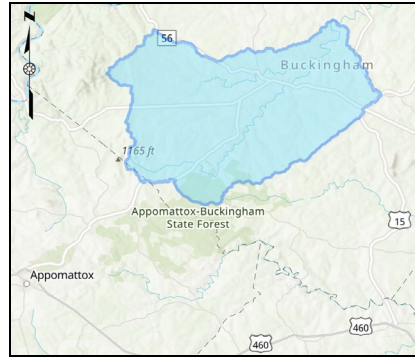 N
56
Buckingham
1165 ft
Appomattox-Buckingham
State Forest
15
Appomattox
460
460